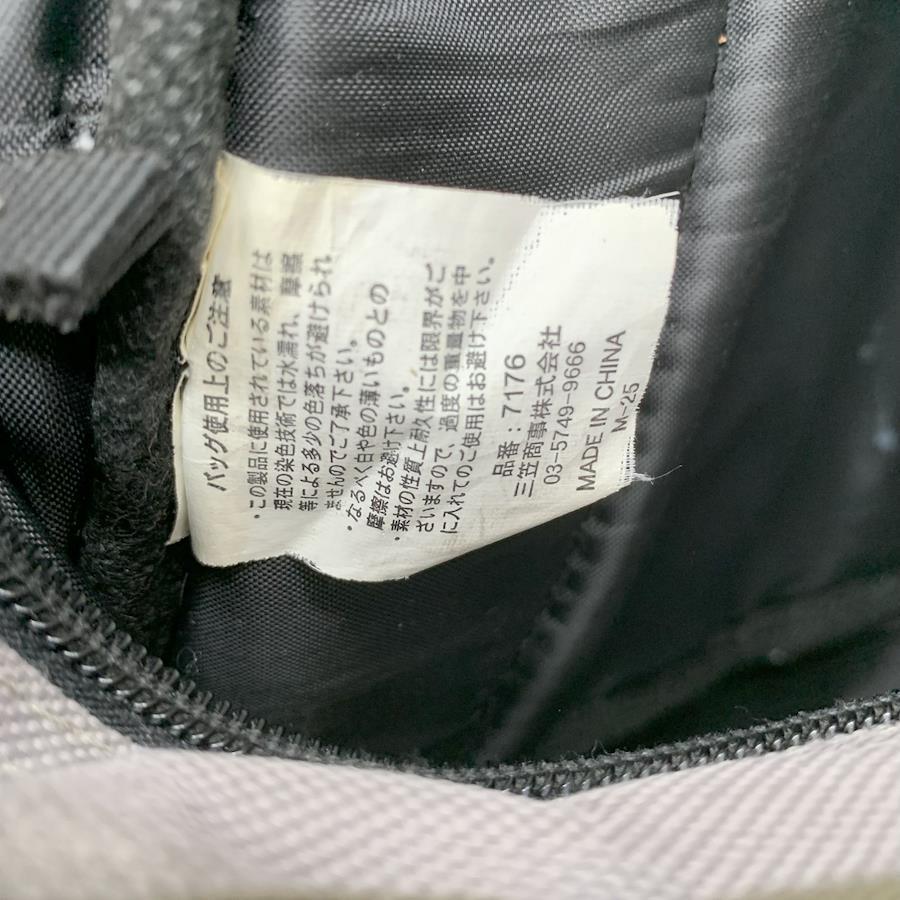 バッグ使用上のご注意
・この製品に使用されている素材は
現在の染色技術では水濡れ、摩擦
等による多少の色落ちが避けられ
ませんのでご了承下さい。
・なるべく白や色の薄いものとの
摩擦はお避け下さい。
・素材の性質上耐久性には限界がご
ざいますので、過度の重量物を中
に入れてのご使用はお避け下さい。
品番：7176
三笠商事株式会社
03-5749-9666
MADE IN CHINA
M-25